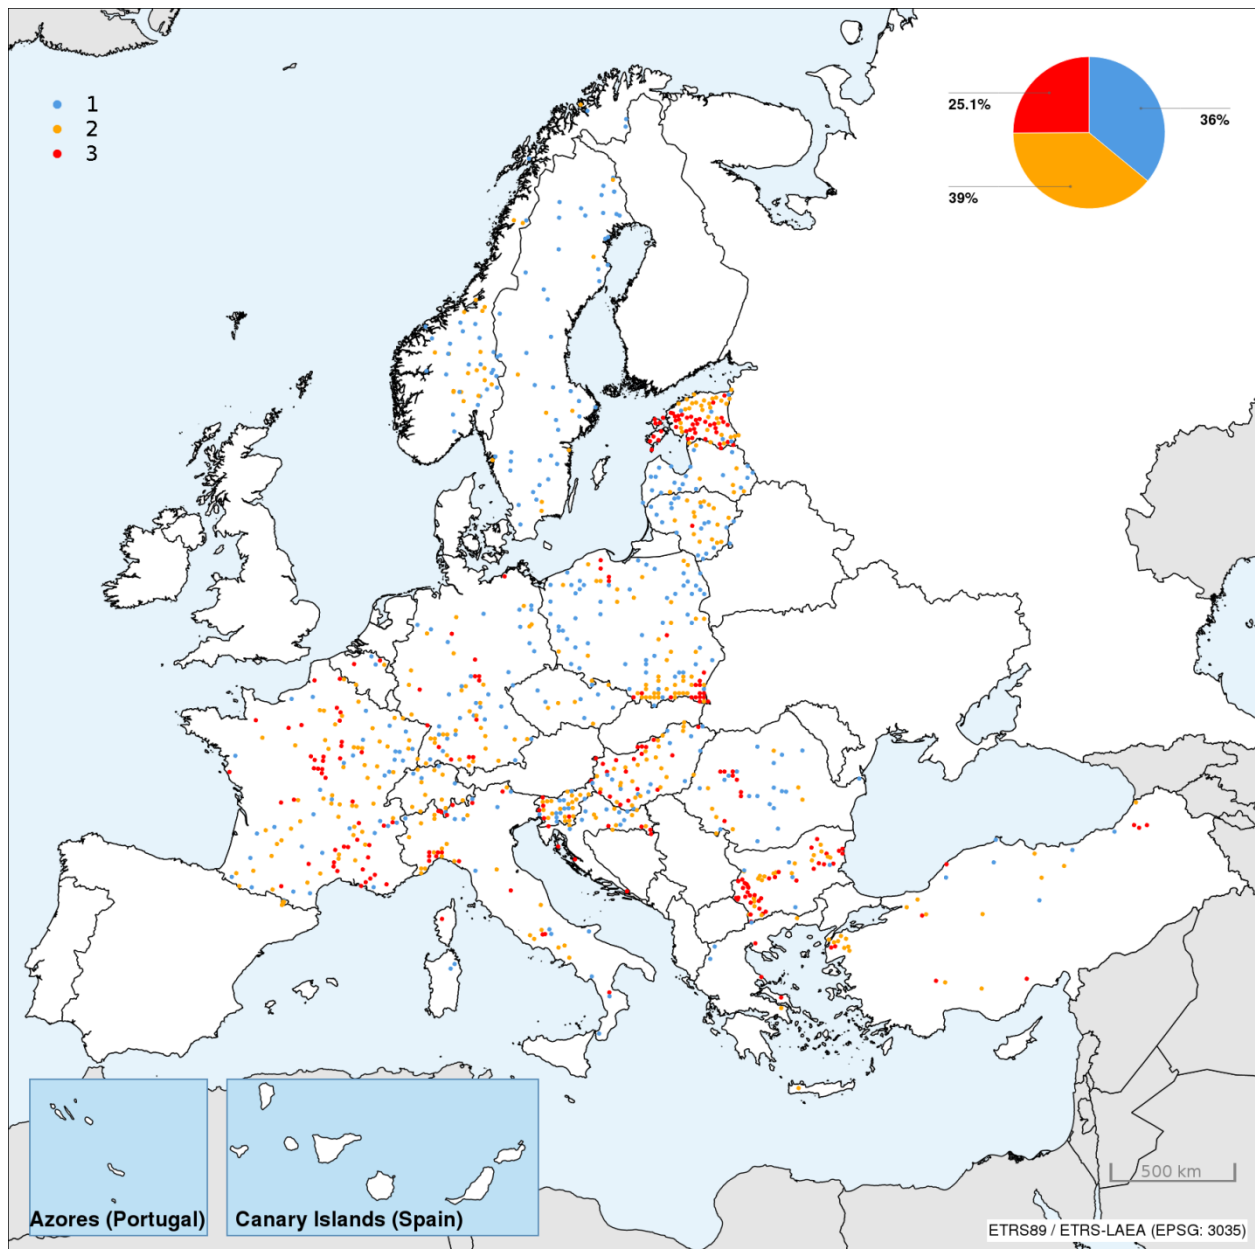 1
2
3
25.1%
36%
39%
500 km
Azores (Portugal)
Canary Islands (Spain)
ETRS89 / ETRS-LAEA (EPSG: 3035)